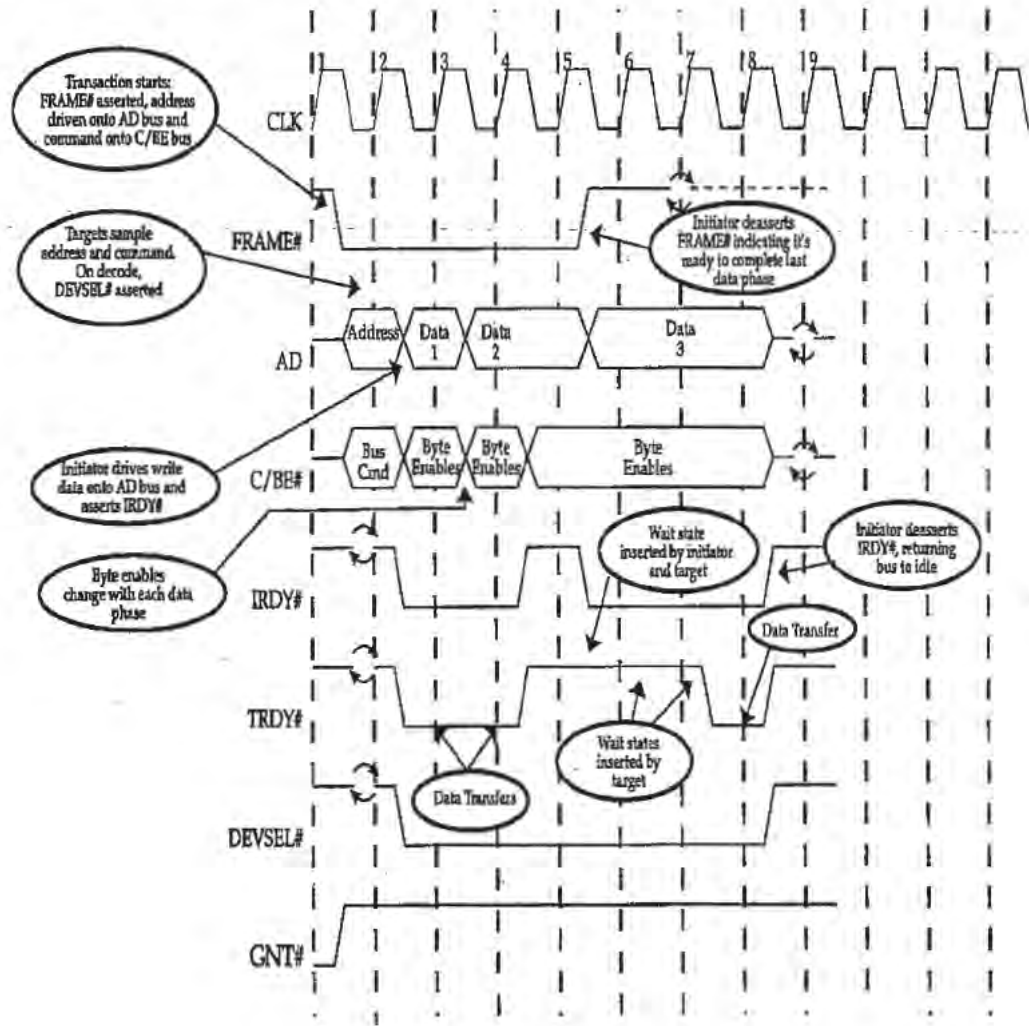 1 2 3 4 5 6 7 8 9
Transaction starts:
FRAME# asserted, address
driven onto AD bus and
command onto C/BE bus
CLK
Targets sample
address and command.
On decode,
DEVSEL# asserted
FRAME#
Initiator deasserts
FRAME# indicating it's
ready to complete last
data phase
AD
Address
Data
1
Data
2
Data
3
Initiator drives write
data onto AD bus and
asserts IRDY#
C/BE#
Bus
Cmd
Byte
Enables
Byte
Enables
Byte
Enables
Byte enables
change with each data
phase
IRDY#
Wait state
inserted by initiator
and target
Initiator deasserts
IRDY#, returning
bus to idle
Data Transfer
TRDY#
Data Transfers
Wait states
inserted by
target
DEVSEL#
GNT#